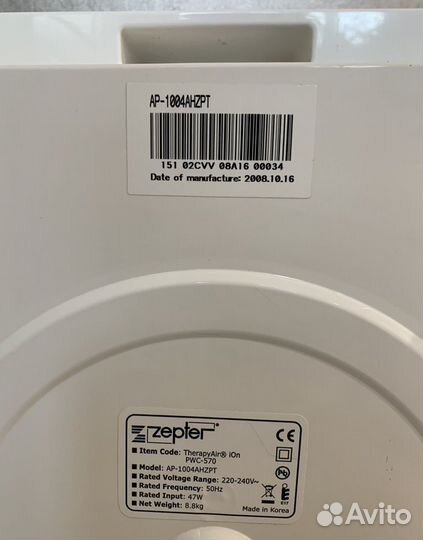 AP-1004AHZPT
151 02CVV 08A16 00034
Date of manufacture: 2008.10.16
zepter
Item Code: TherapyAir® iOn
PWC-570
Model: AP-1004AHZPT
Rated Voltage Range: 220-240V~
Rated Frequency: 50Hz
Rated Input: 47W
Net Weight: 8.8kg
CE
Pb
Made in Korea
Avito